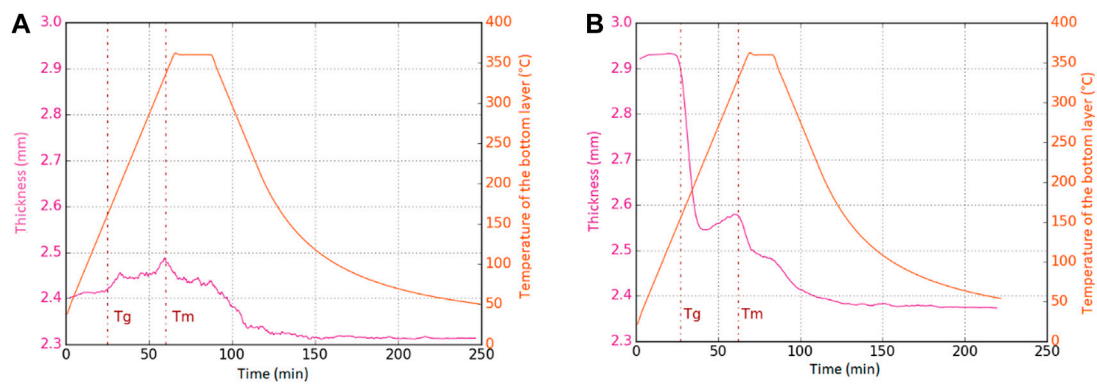 A
3.0
2.9
2.8
2.7
2.6
2.5
2.4
2.3
Thickness (mm)
400
350
300
250
200
150
100
50
0
Temperature of the bottom layer (°C)
Tg
Tm
0 50 100 150 200 250
Time (min)
B
3.0
2.9
2.8
2.7
2.6
2.5
2.4
2.3
Thickness (mm)
400
350
300
250
200
150
100
50
0
Temperature of the bottom layer (°C)
Tg
Tm
0 50 100 150 200 250
Time (min)